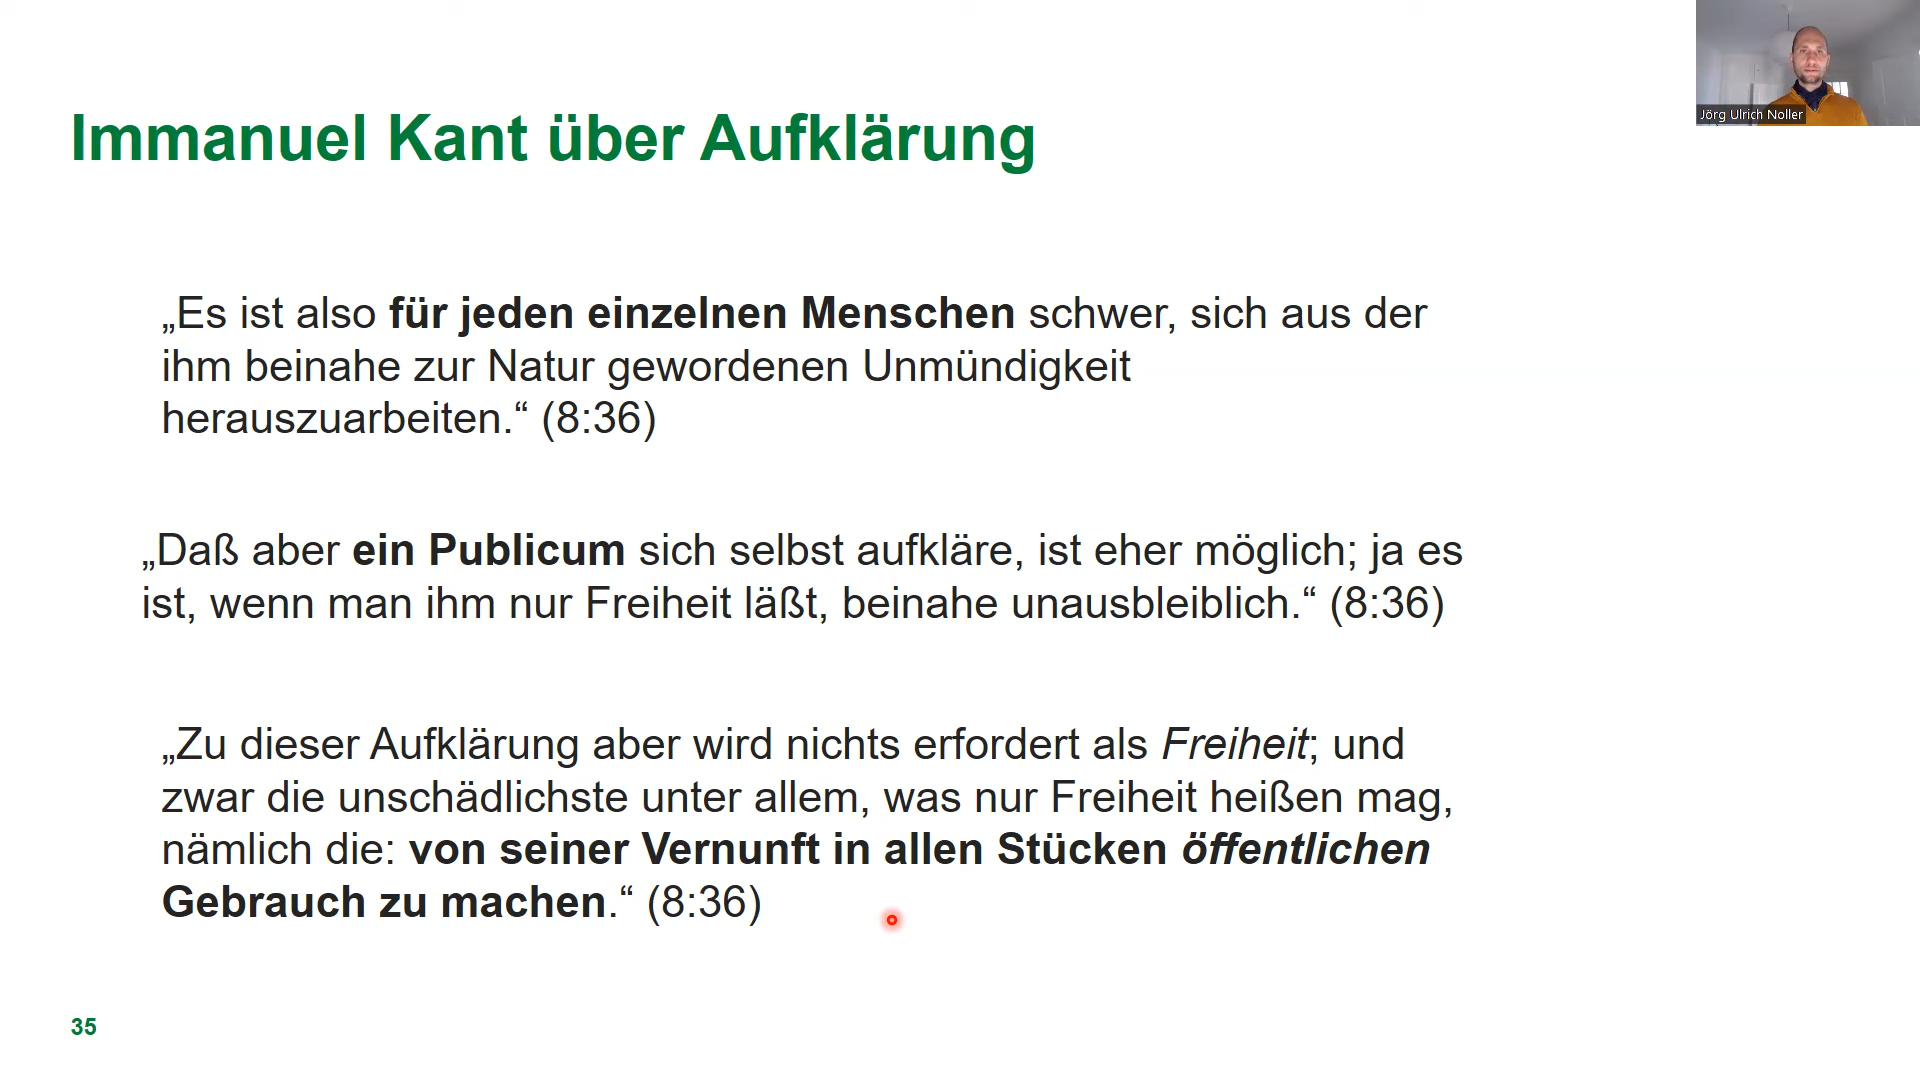 Immanuel Kant über Aufklärung
Jörg Ulrich Noller
„Es ist also für jeden einzelnen Menschen schwer, sich aus der
ihm beinahe zur Natur gewordenen Unmündigkeit
herauszuarbeiten.“ (8:36)
„Daß aber ein Publicum sich selbst aufkläre, ist eher möglich; ja es
ist, wenn man ihm nur Freiheit läßt, beinahe unausbleiblich.“ (8:36)
„Zu dieser Aufklärung aber wird nichts erfordert als Freiheit; und
zwar die unschädlichste unter allem, was nur Freiheit heißen mag,
nämlich die: von seiner Vernunft in allen Stücken öffentlichen
Gebrauch zu machen.“ (8:36)
35